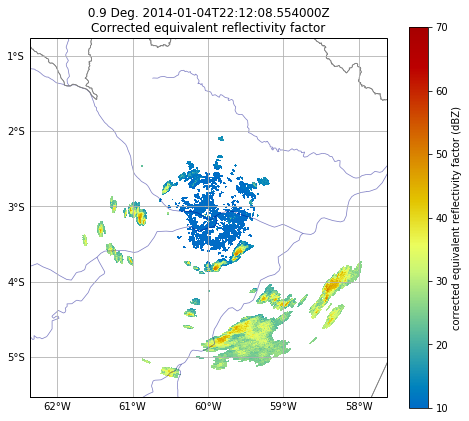 0.9 Deg. 2014-01-04T22:12:08.554000Z
Corrected equivalent reflectivity factor
1°S
2°S
3°S
4°S
5°S
62°W 61°W 60°W 59°W 58°W
70
60
50
40
30
20
10
corrected equivalent reflectivity factor (dBZ)